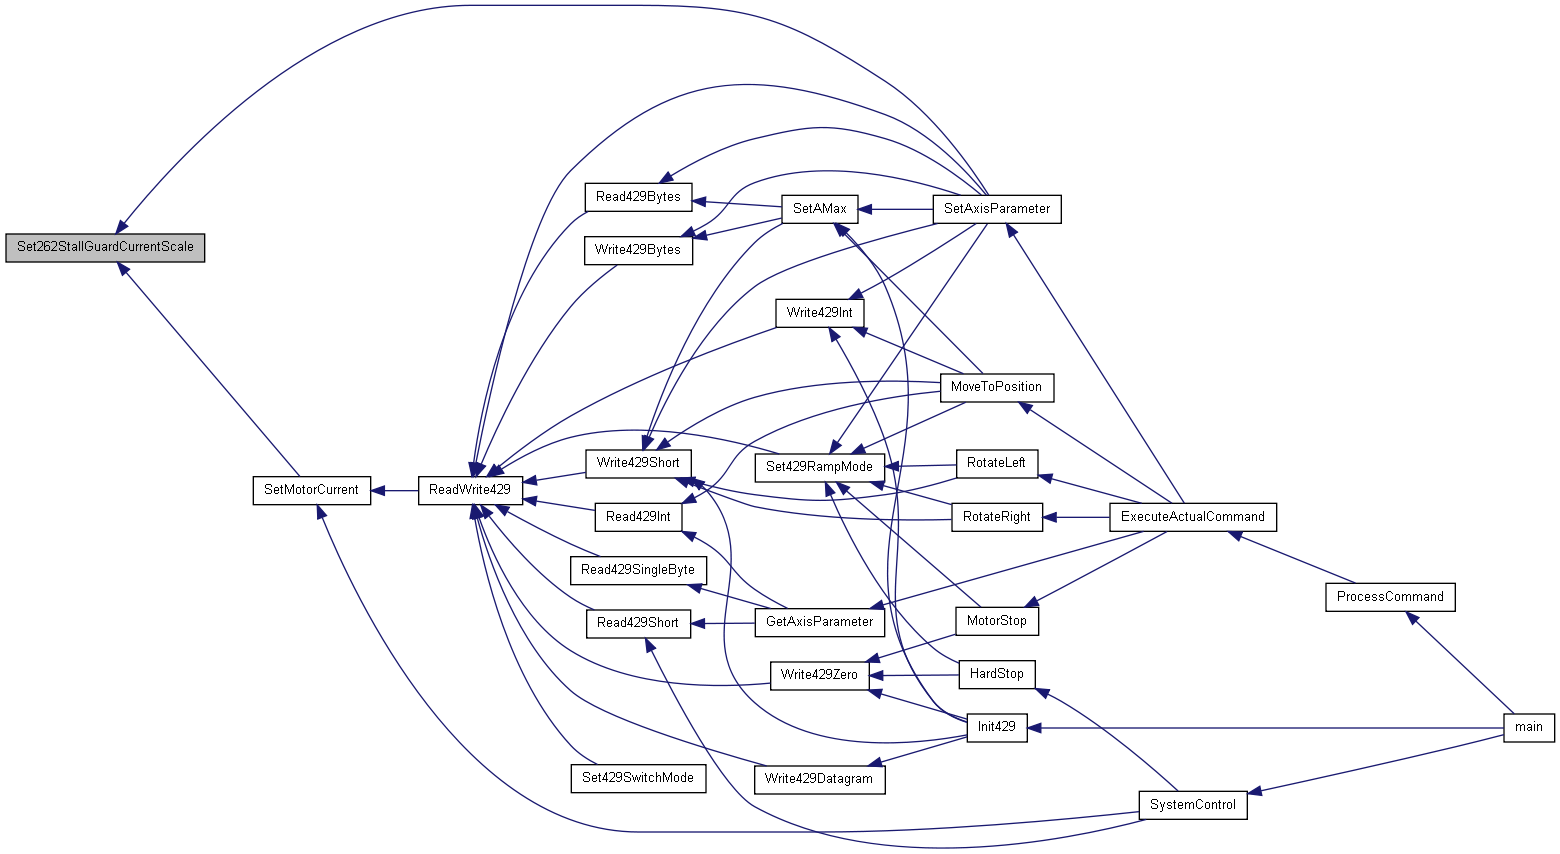 Set262StallGuardCurrentScale
SetMotorCurrent
ReadWrite429
Read429Bytes
Write429Bytes
Write429Short
Read429Int
Read429SingleByte
Read429Short
Set429SwitchMode
SetAMax
Write429Int
Set429RampMode
GetAxisParameter
Write429Zero
Write429Datagram
SetAxisParameter
MoveToPosition
RotateLeft
RotateRight
MotorStop
HardStop
Init429
ExecuteActualCommand
SystemControl
ProcessCommand
main